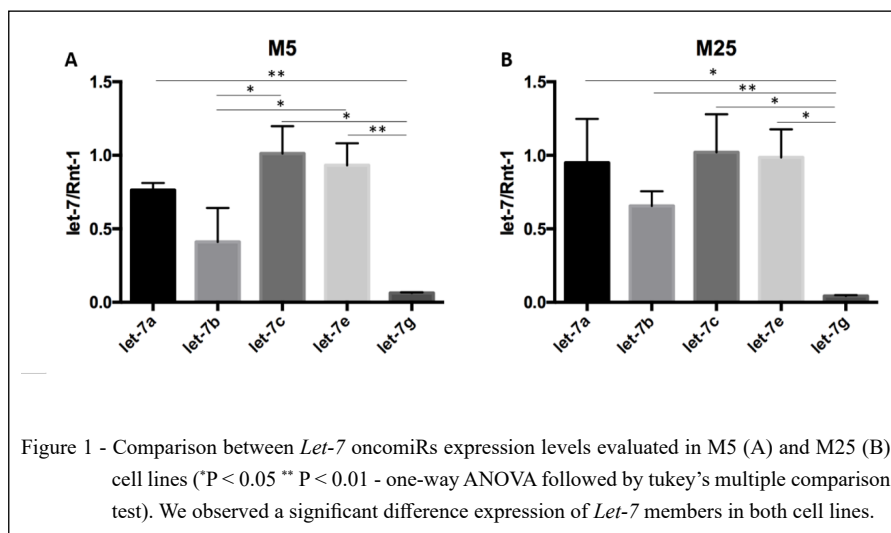 A
M5
**
*
*
*
**
let-7/Rnt-1
1.5
1.0
0.5
0.0
let-7a
let-7b
let-7c
let-7e
let-7g
B
M25
*
**
*
*
let-7/Rnt-1
1.5
1.0
0.5
0.0
let-7a
let-7b
let-7c
let-7e
let-7g
Figure 1 - Comparison between Let-7 oncomiRs expression levels evaluated in M5 (A) and M25 (B)
cell lines (*P < 0.05 ** P < 0.01 - one-way ANOVA followed by tukey's multiple comparison
test). We observed a significant difference expression of Let-7 members in both cell lines.